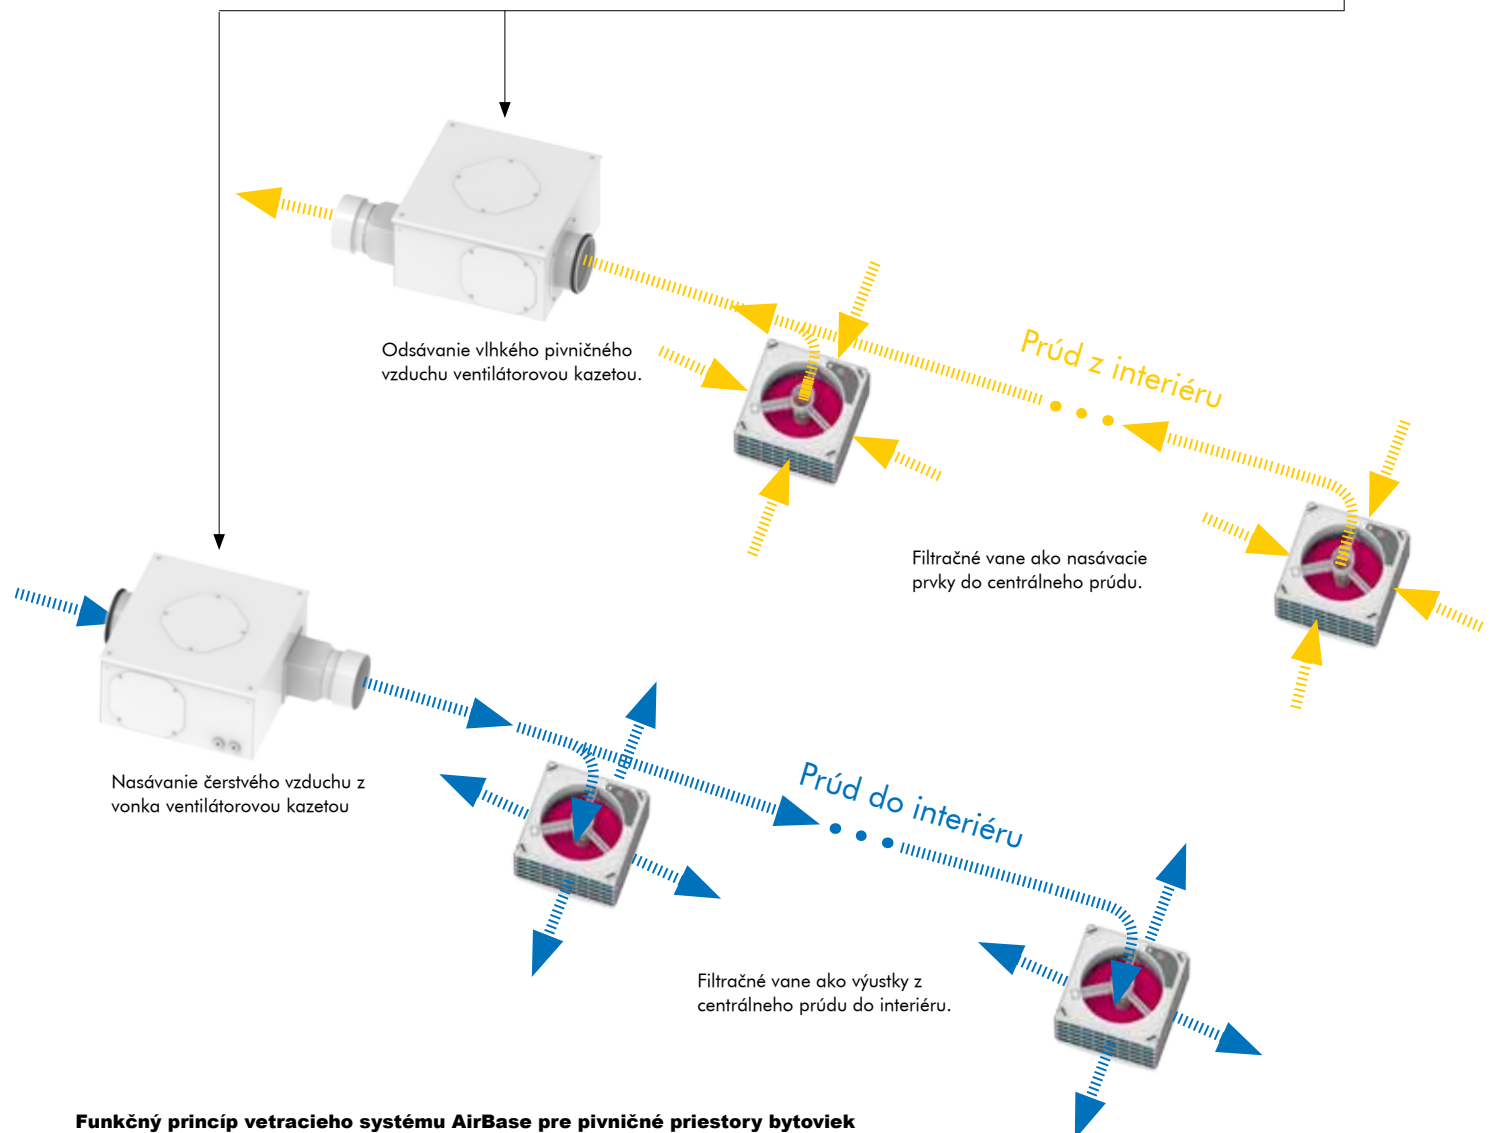 Odsávanie vlhkého pivničného
vzduchu ventilátorovou kazetou.
Prúd z interiéru
Filtračné vane ako nasávacie
prvky do centrálneho prúdu.
Nasávanie čerstvého vzduchu z
vonka ventilátorovou kazetou
Prúd do interiéru
Filtračné vane ako výustky z
centrálneho prúdu do interiéru.
Funkčný princíp vetracieho systému AirBase pre pivničné priestory bytoviek